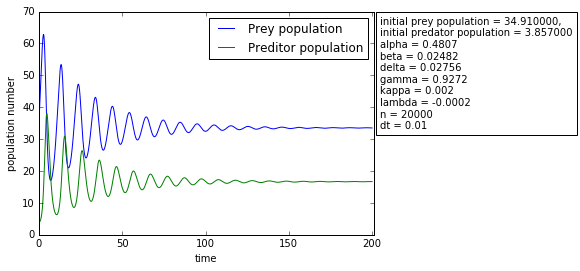 70
60
50
40
30
20
10
0
population number
0
50
100
150
200
time
Prey population
Preditor population
initial prey population = 34.910000,
initial predator population = 3.857000
alpha = 0.4807
beta = 0.02482
delta = 0.02756
gamma = 0.9272
kappa = 0.002
lambda = -0.0002
n = 20000
dt = 0.01